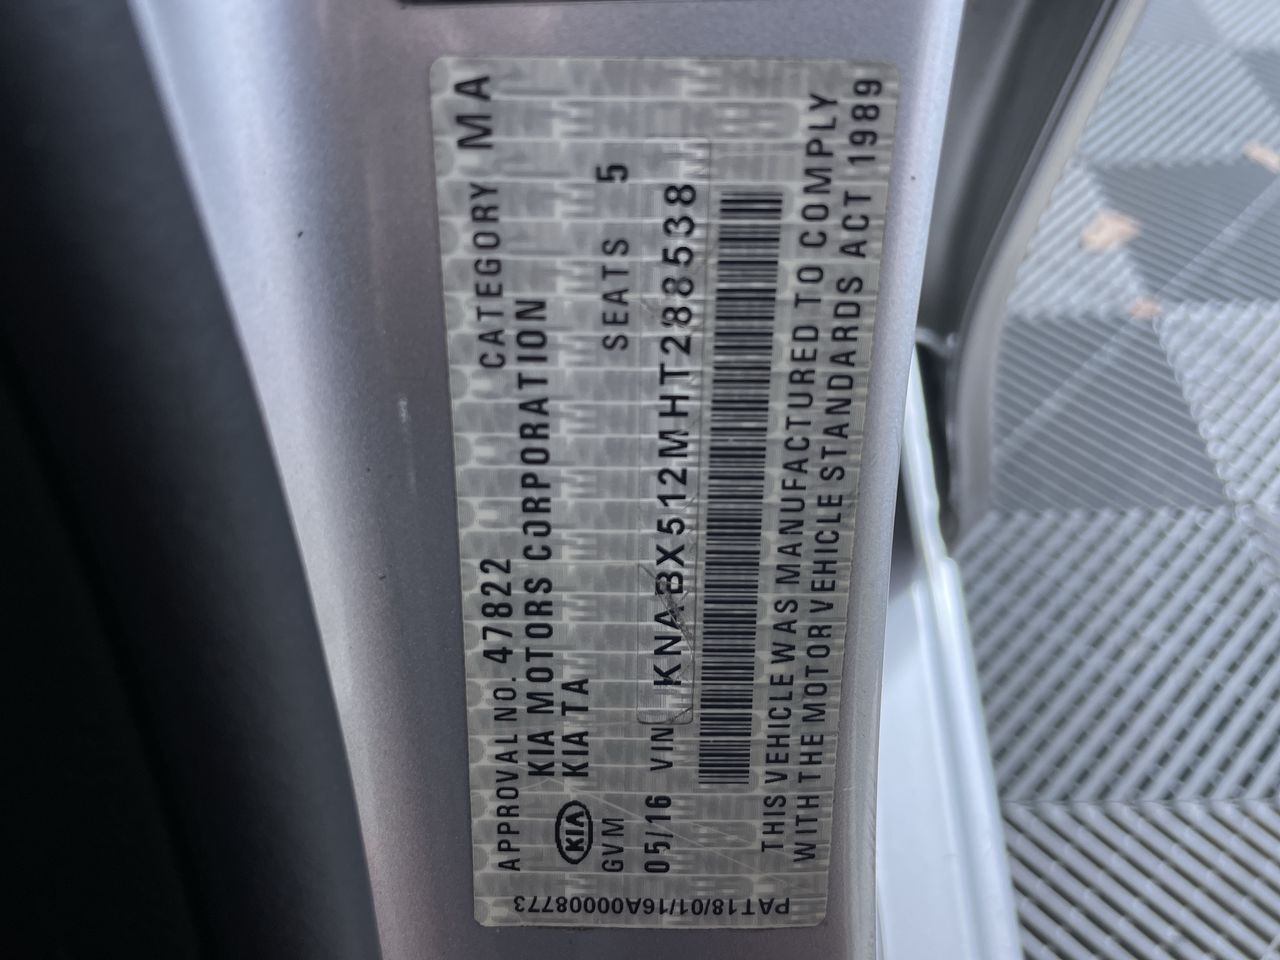 APPROVAL NO. 47822 CATEGORY MA
KIA MOTORS CORPORATION
KIA KIA TA
GVM SEATS 5
05/16 VIN KNABX512MHT288538
THIS VEHICLE WAS MANUFACTURED TO COMPLY
WITH THE MOTOR VEHICLE STANDARDS ACT 1989
PAT18/01/16A00008773